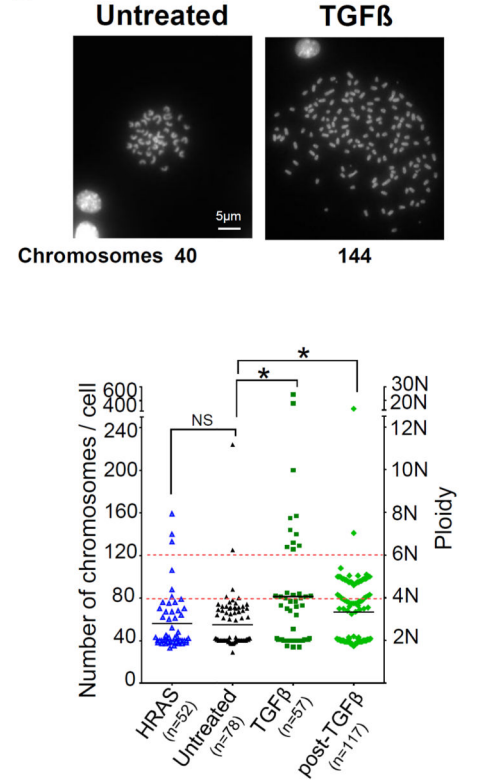 Untreated TGFß
5µm
Chromosomes 40 144
Number of chromosomes / cell
600
400
240
200
160
120
80
40
0
NS
*
*
30N
20N
12N
10N
8N
6N
4N
2N
Ploidy
HRAS
(n=52)
Untreated
(n=78)
TGFβ
(n=57)
post-TGFβ
(n=117)